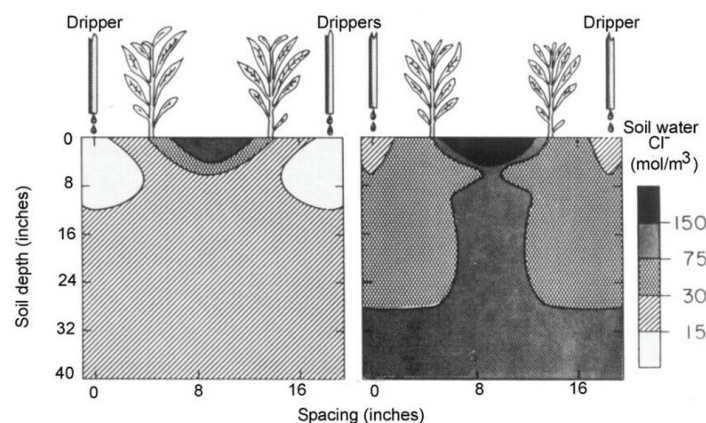 Dripper
Drippers
Dripper
Soil water
Cl⁻
(mol/m³)
150
75
30
15
Soil depth (inches)
0
8
16
24
32
40
0
8
16
0
8
16
Spacing (inches)